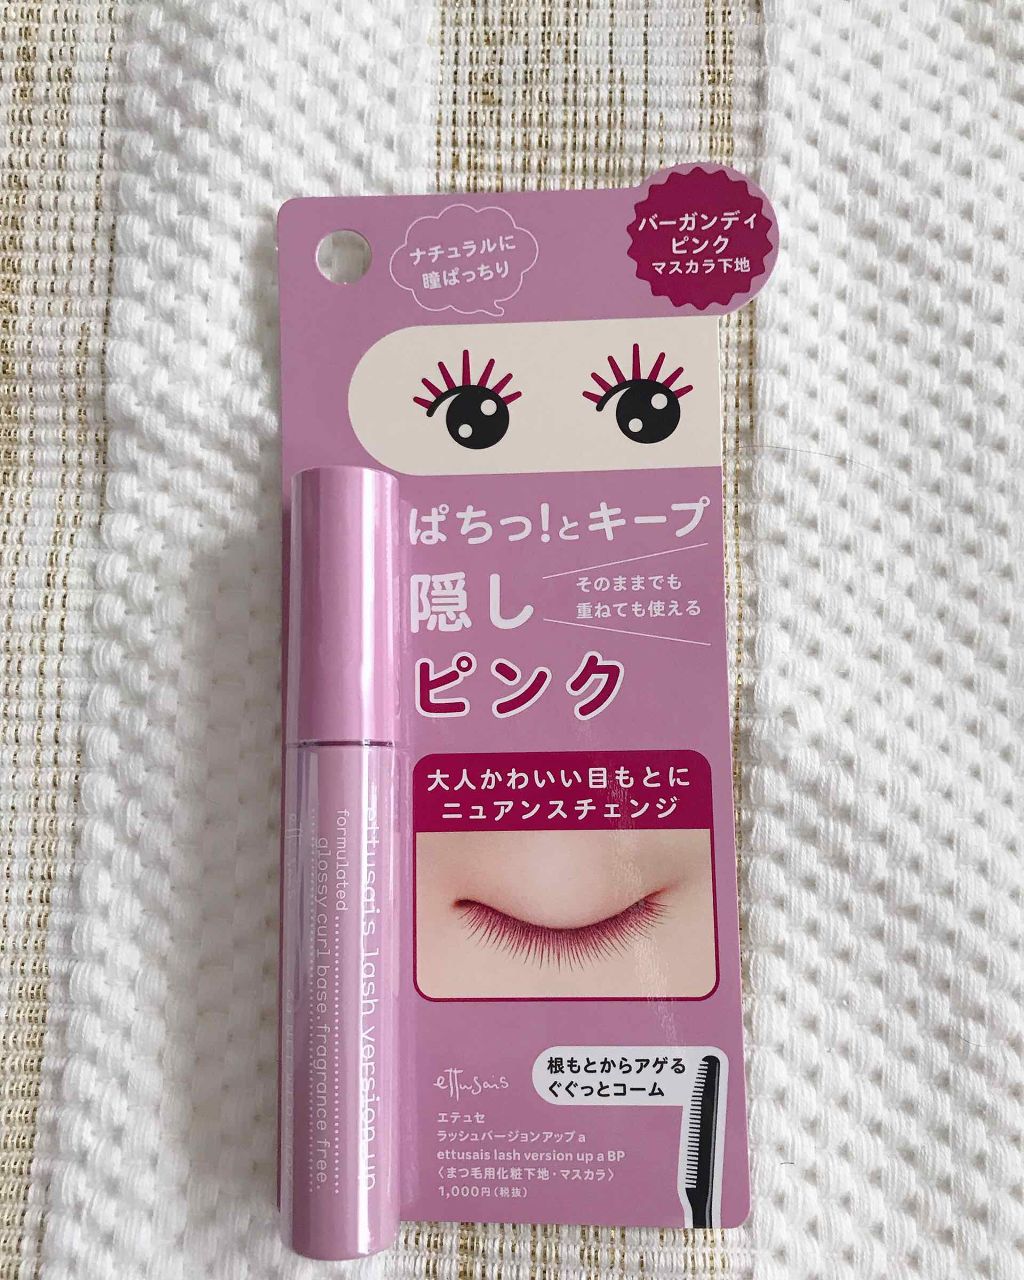 ナチュラルに
瞳ぱっちり
バーガンディ
ピンク
マスカラ下地
ぱちっ!とキープ
隠し
そのままでも
重ねても使える
ピンク
大人かわいい目もとに
ニュアンスチェンジ
根もとからアゲる
ぐぐっとコーム
ettusais
エテュセ
ラッシュバージョンアップ a
ettusais lash version up a BP
〈まつ毛用化粧下地・マスカラ〉
1,000円(税抜)
ettusais lash version up
formulated
glossy curl base. fragrance free.